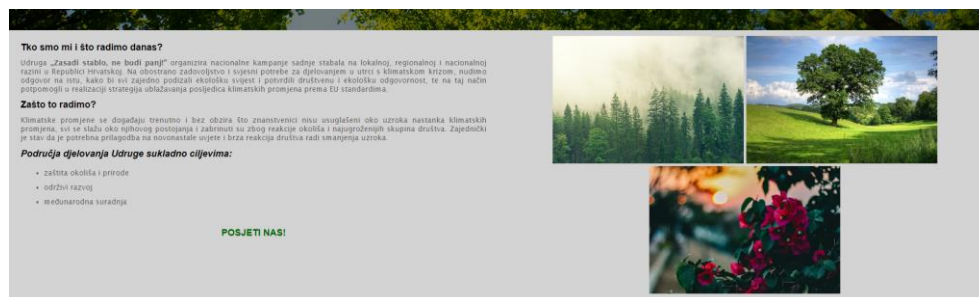 Tko smo mi i što radimo danas?
Udruga „Zasadi stablo, ne budi panj!” organizira nacionalne kampanje sadnje stabala na lokalnoj, regionalnoj i nacionalnoj
razini u Republici Hrvatskoj. Na obostrano zadovoljstvo i svjesni potrebe za djelovanjem u utrci s klimatskom krizom, nudimo
odgovor na istu, kako bi svi zajedno podizali ekološku svijest i potvrdili društvenu i ekološku odgovornost, te na taj način
potpomogli u realizaciji strategija ublažavanja posljedica klimatskih promjena prema EU standardima.
Zašto to radimo?
Klimatske promjene se događaju trenutno i bez obzira što znanstvenici nisu usuglašeni oko uzroka nastanka klimatskih
promjena, svi se slažu oko njihovog postojanja i zabrinuti su zbog reakcije okoliša i najugroženijih skupina društva. Zajednički
je stav da je potrebna prilagodba na novonastale uvjete i brza reakcija društva radi smanjenja uzroka.
Područja djelovanja Udruge sukladno ciljevima:
• zaštita okoliša i prirode
• održivi razvoj
• međunarodna suradnja
POSJETI NAS!